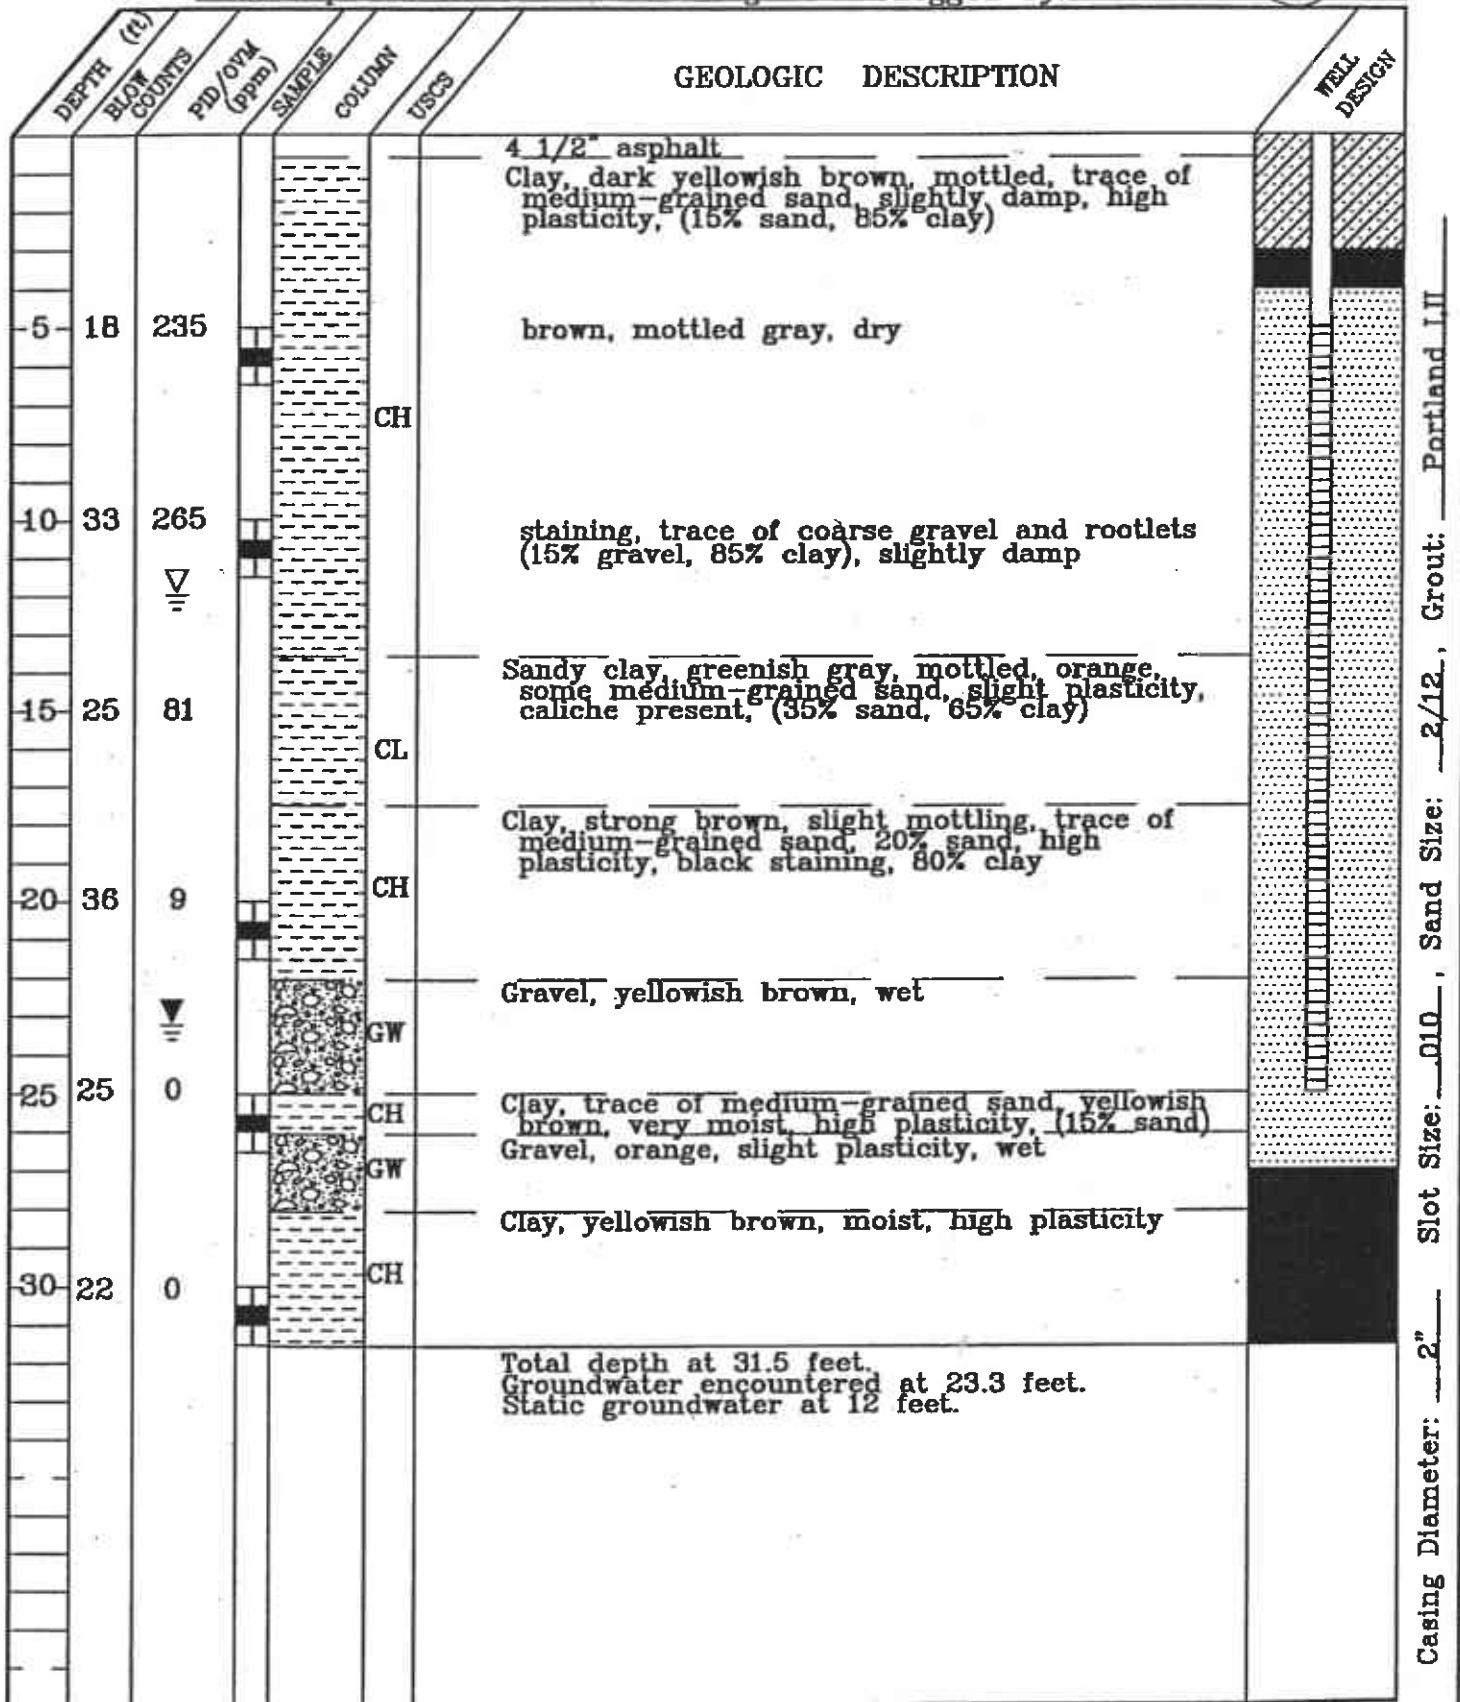 DEPTH (ft)
BLOW COUNTS
PID/OVM (ppm)
SAMPLE
COLUMN
USCS
GEOLOGIC DESCRIPTION
WELL DESIGN
4 1/2" asphalt
Clay, dark yellowish brown, mottled, trace of
medium-grained sand, slightly damp, high
plasticity, (15% sand, 85% clay)
5 18 235 brown, mottled gray, dry
CH
10 33 265 staining, trace of coarse gravel and rootlets
(15% gravel, 85% clay), slightly damp
Sandy clay, greenish gray, mottled, orange,
some medium-grained sand, slight plasticity,
15 25 81 caliche present, (35% sand, 65% clay)
CL
Clay, strong brown, slight mottling, trace of
medium-grained sand, 20% sand, high
plasticity, black staining, 80% clay
CH
20 36 9
Gravel, yellowish brown, wet
GW
25 25 0
CH Clay, trace of medium-grained sand, yellowish
brown, very moist, high plasticity, (15% sand)
Gravel, orange, slight plasticity, wet
GW
Clay, yellowish brown, moist, high plasticity
CH
30 22 0
Total depth at 31.5 feet.
Groundwater encountered at 23.3 feet.
Static groundwater at 12 feet.
Casing Diameter: 2" Slot Size: .010, Sand Size: 2/12, Grout: Portland I,II